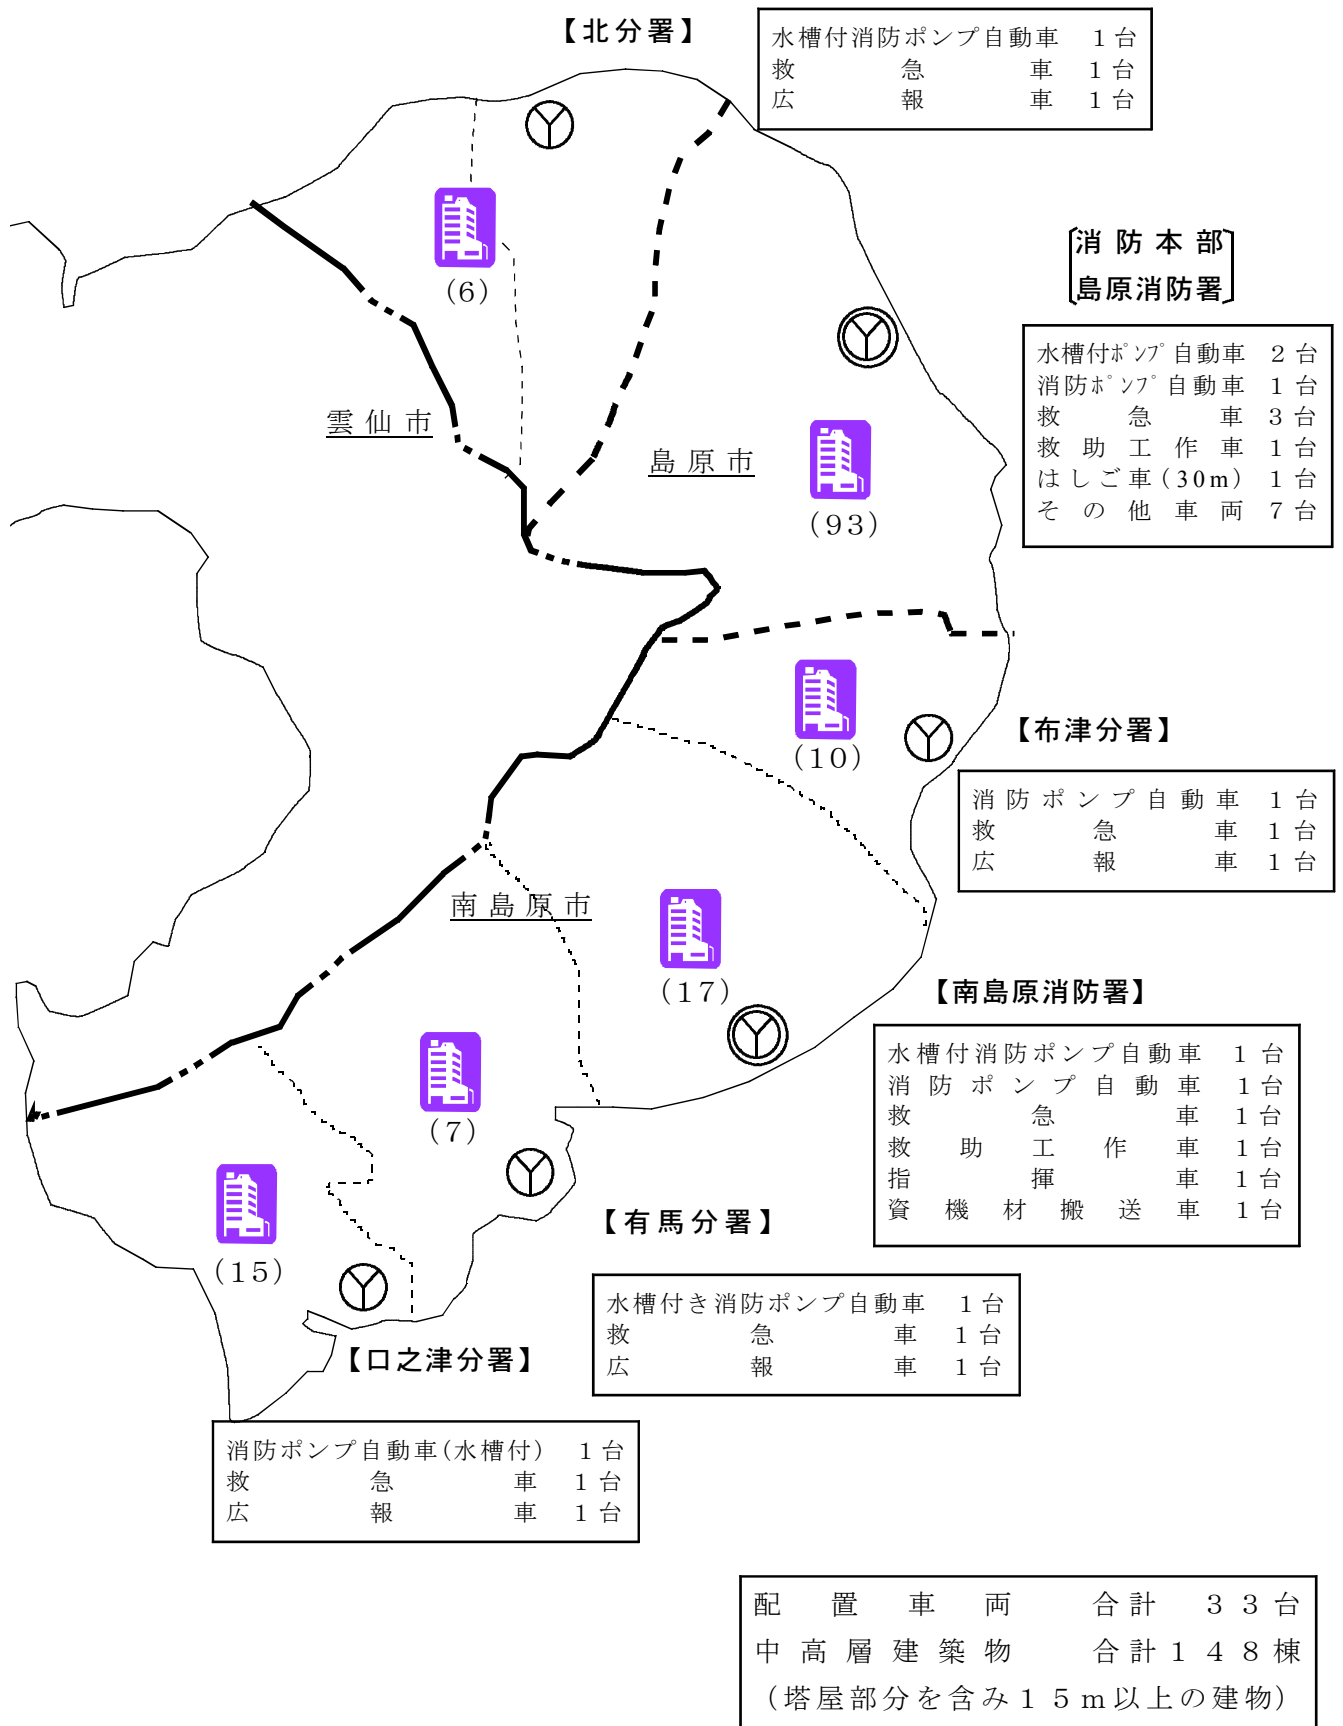 【北分署】
水槽付消防ポンプ自動車 1台
救急車 1台
広報車 1台
(6)
消防本部
島原消防署
水槽付ポンプ自動車 2台
消防ポンプ自動車 1台
救急車 3台
救助工作車 1台
はしご車(30m) 1台
その他車両 7台
雲仙市
島原市
(93)
(10)
【布津分署】
消防ポンプ自動車 1台
救急車 1台
広報車 1台
南島原市
(17)
【南島原消防署】
水槽付消防ポンプ自動車 1台
消防ポンプ自動車 1台
救急車 1台
救助工作車 1台
指揮車 1台
資機材搬送車 1台
(7)
(15)
【有馬分署】
水槽付き消防ポンプ自動車 1台
救急車 1台
広報車 1台
【口之津分署】
消防ポンプ自動車(水槽付) 1台
救急車 1台
広報車 1台
配置車両 合計 33台
中高層建築物 合計148棟
(塔屋部分を含み15m以上の建物)